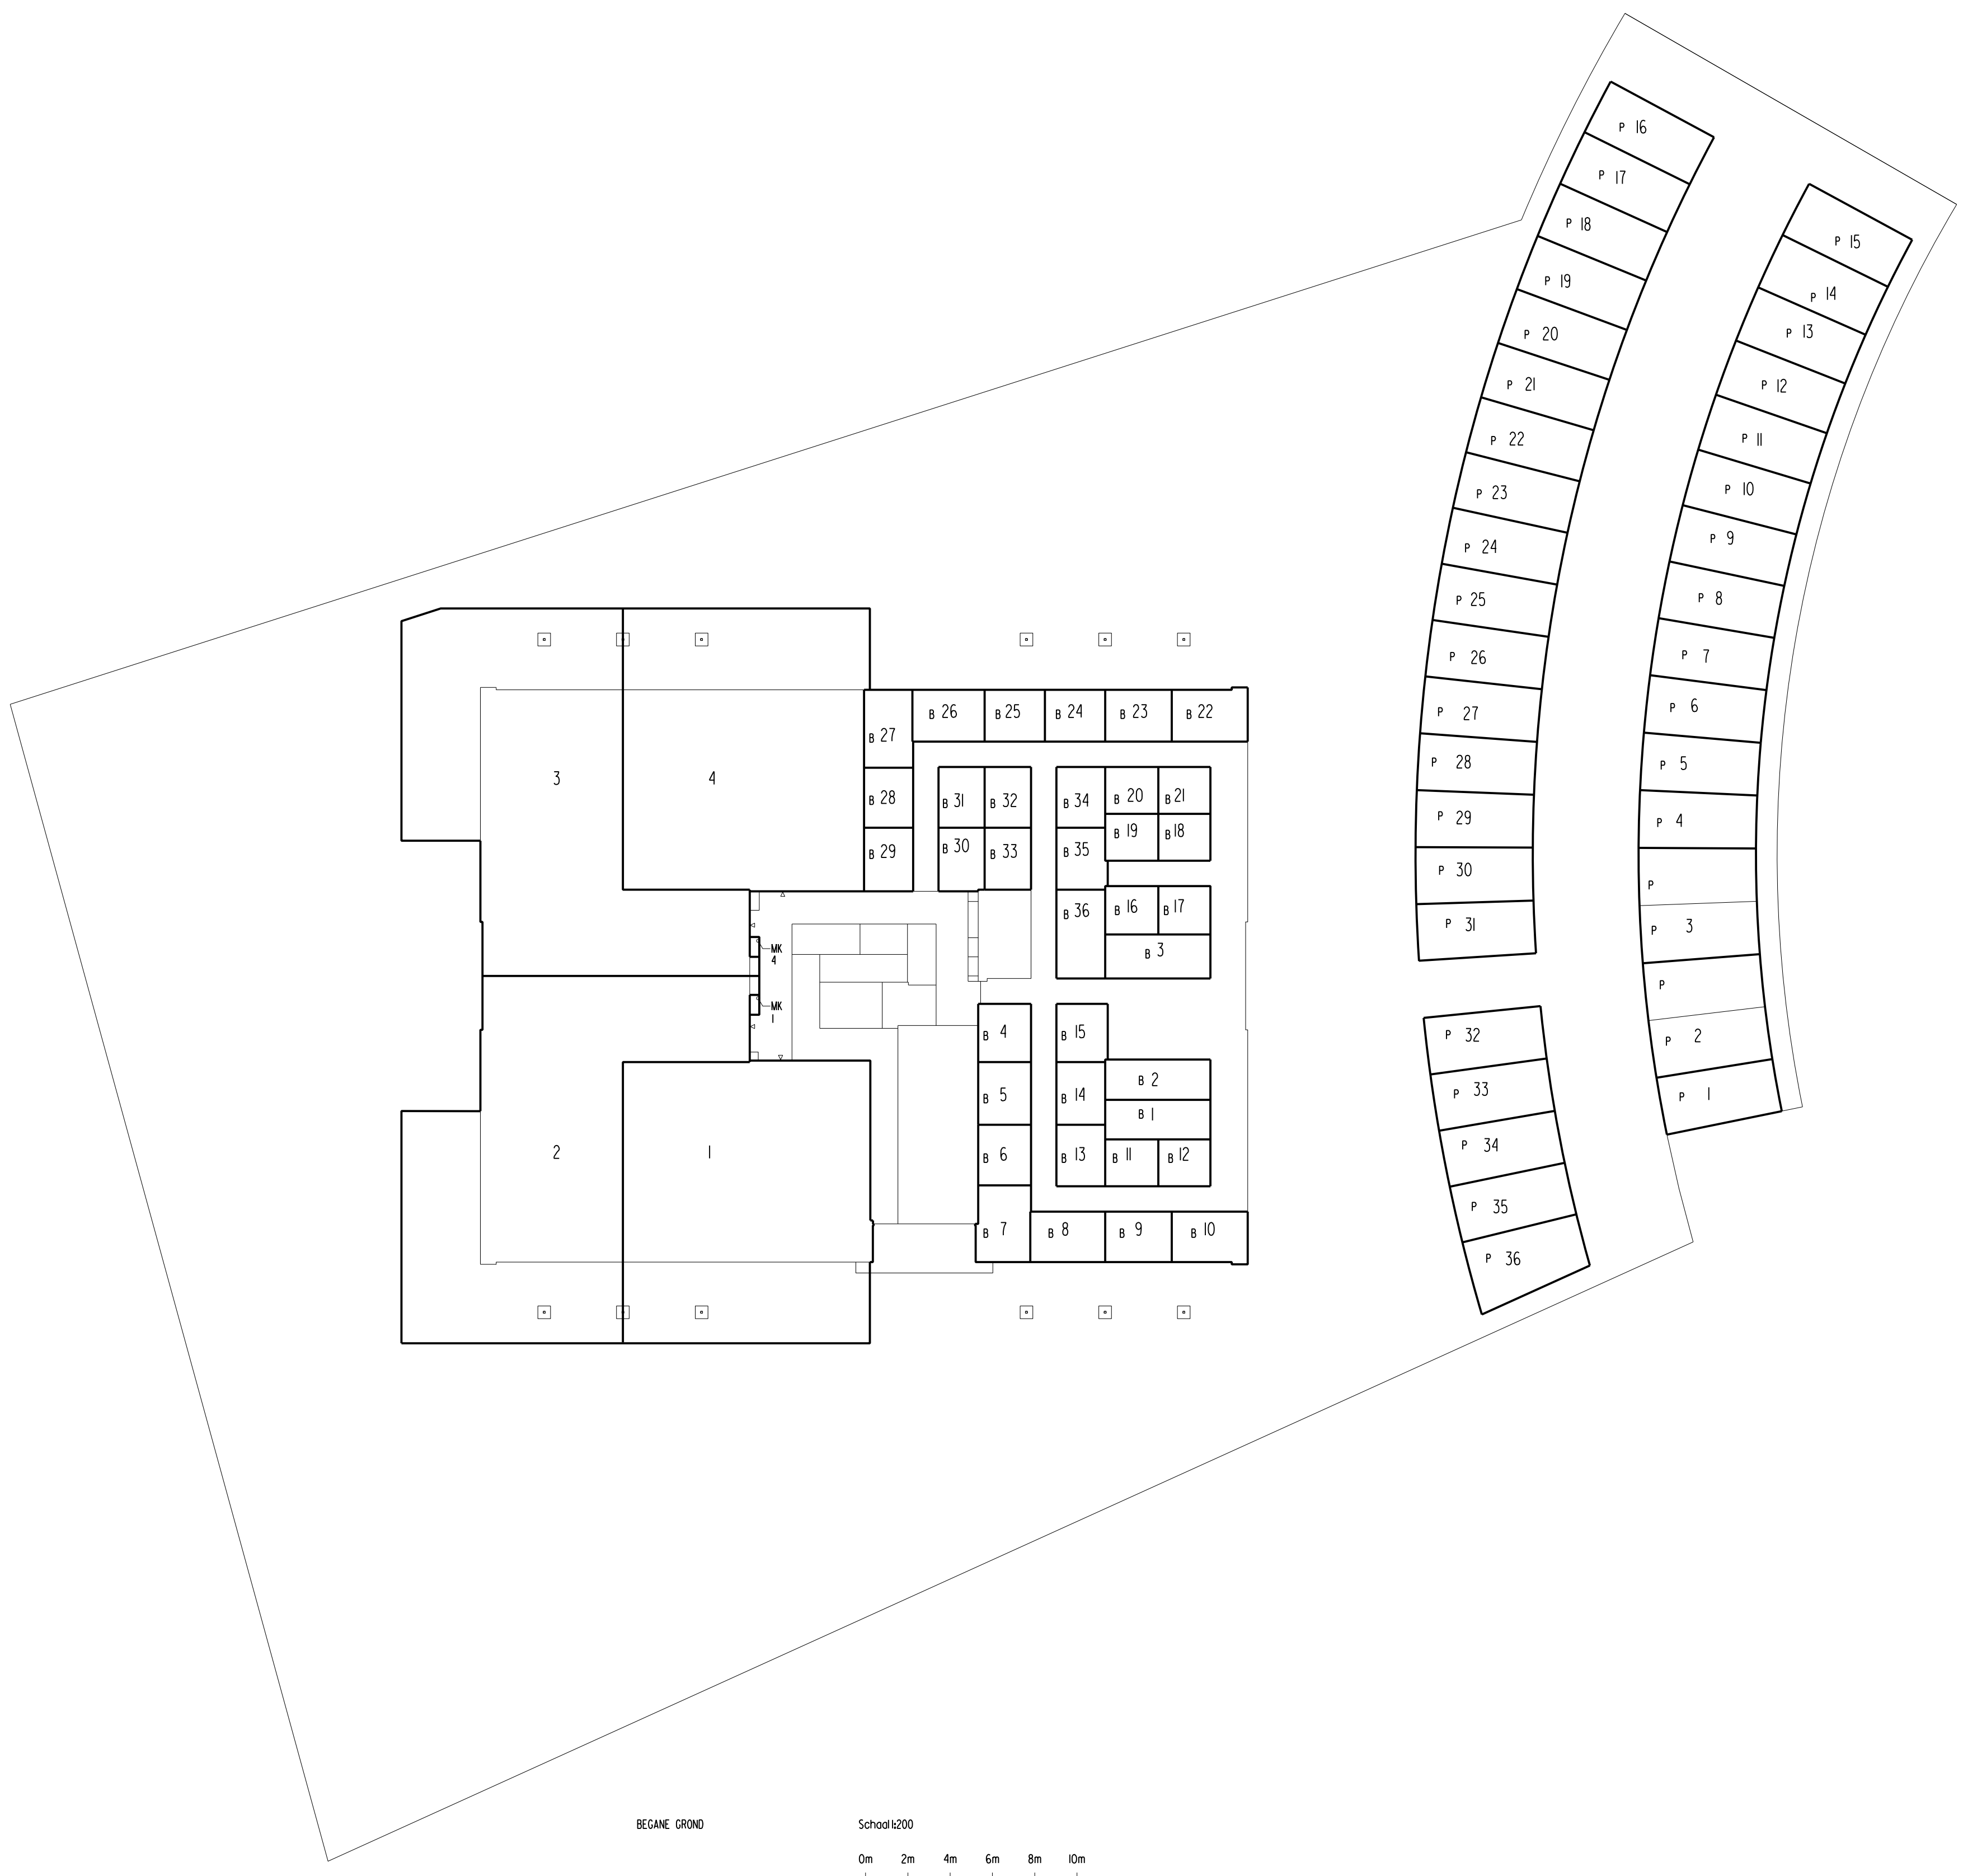 P 16
P 17
P 18
P 19
P 20
P 21
P 22
P 23
P 24
P 25
P 26
P 27
P 28
P 29
P 30
P 31
P 32
P 33
P 34
P 35
P 36
P 15
P 14
P 13
P 12
P 11
P 10
P 9
P 8
P 7
P 6
P 5
P 4
P
P 3
P
P 2
P 1
3
4
2
1
MK
4
MK
1
B 27
B 26
B 25
B 24
B 23
B 22
B 28
B 29
B 31
B 32
B 30
B 33
B 34
B 20
B 21
B 19
B 18
B 35
B 36
B 16
B 17
B 3
B 4
B 15
B 5
B 14
B 2
B 1
B 6
B 13
B 11
B 12
B 7
B 8
B 9
B 10
BEGANE GROND
Schaal 1:200
0m 2m 4m 6m 8m 10m